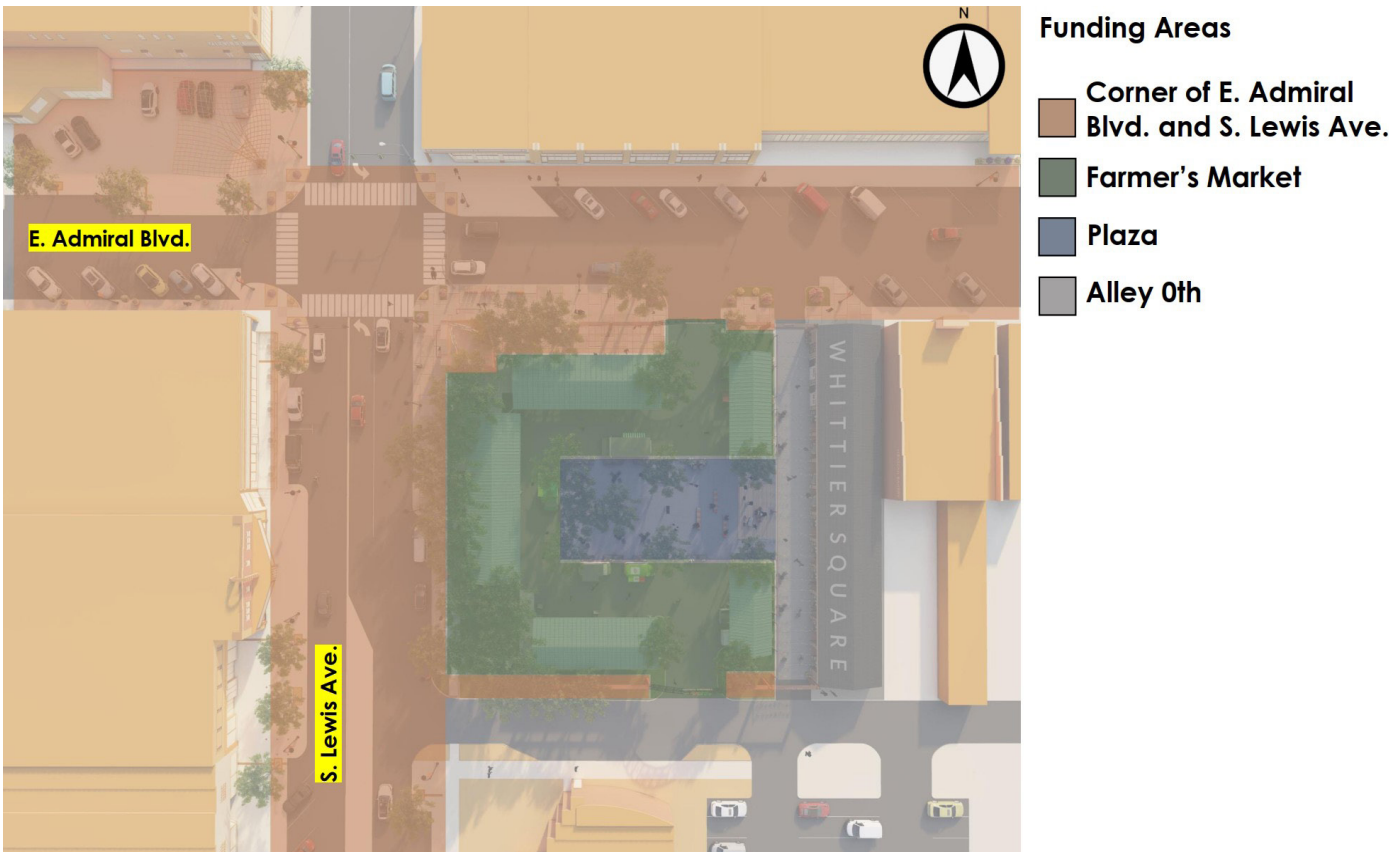 N
Funding Areas
Corner of E. Admiral
Blvd. and S. Lewis Ave.
Farmer's Market
Plaza
Alley 0th
E. Admiral Blvd.
WHITTIER SQUARE
S. Lewis Ave.